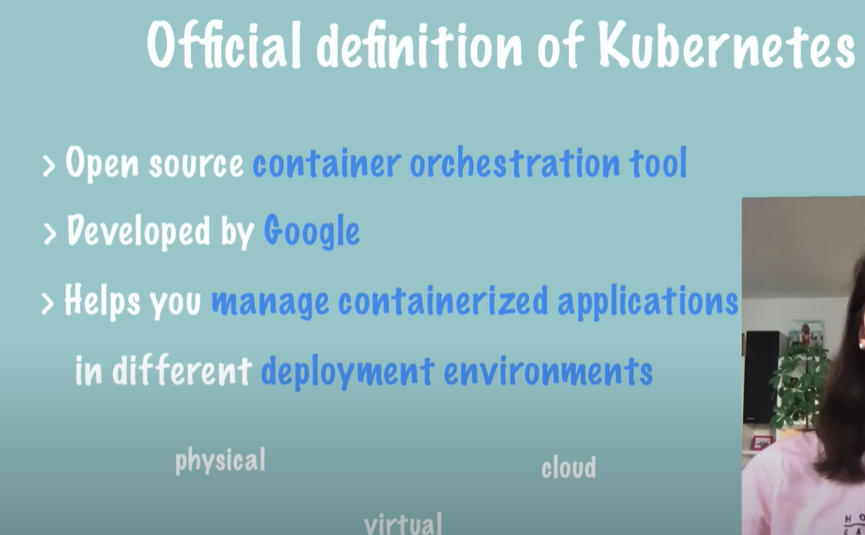 Official definition of Kubernetes
> Open source container orchestration tool
> Developed by Google
> Helps you manage containerized applications
in different deployment environments
physical
cloud
virtual